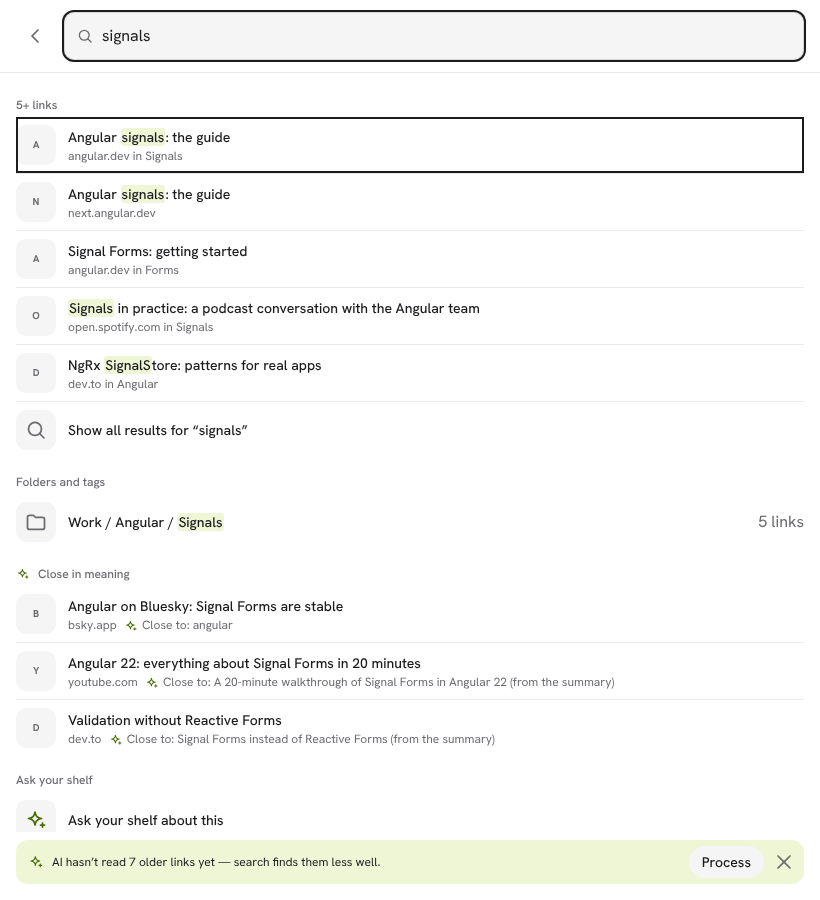 signals
5+ links
A
Angular signals: the guide
angular.dev in Signals
N
Angular signals: the guide
next.angular.dev
A
Signal Forms: getting started
angular.dev in Forms
O
Signals in practice: a podcast conversation with the Angular team
open.spotify.com in Signals
D
NgRx SignalStore: patterns for real apps
dev.to in Angular
Show all results for “signals”
Folders and tags
Work / Angular / Signals
5 links
Close in meaning
B
Angular on Bluesky: Signal Forms are stable
bsky.app Close to: angular
Y
Angular 22: everything about Signal Forms in 20 minutes
youtube.com Close to: A 20-minute walkthrough of Signal Forms in Angular 22 (from the summary)
D
Validation without Reactive Forms
dev.to Close to: Signal Forms instead of Reactive Forms (from the summary)
Ask your shelf
Ask your shelf about this
AI hasn’t read 7 older links yet — search finds them less well.
Process